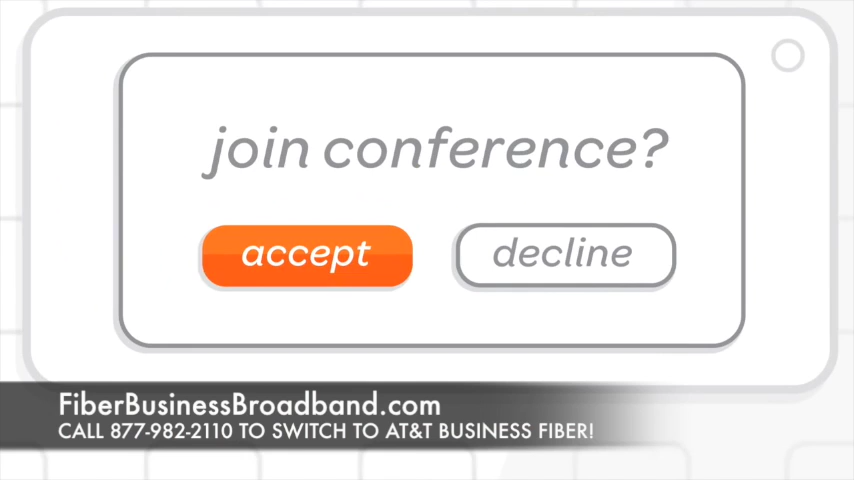 join conference?
accept decline
FiberBusinessBroadband.com
CALL 877-982-2110 TO SWITCH TO AT&T BUSINESS FIBER!